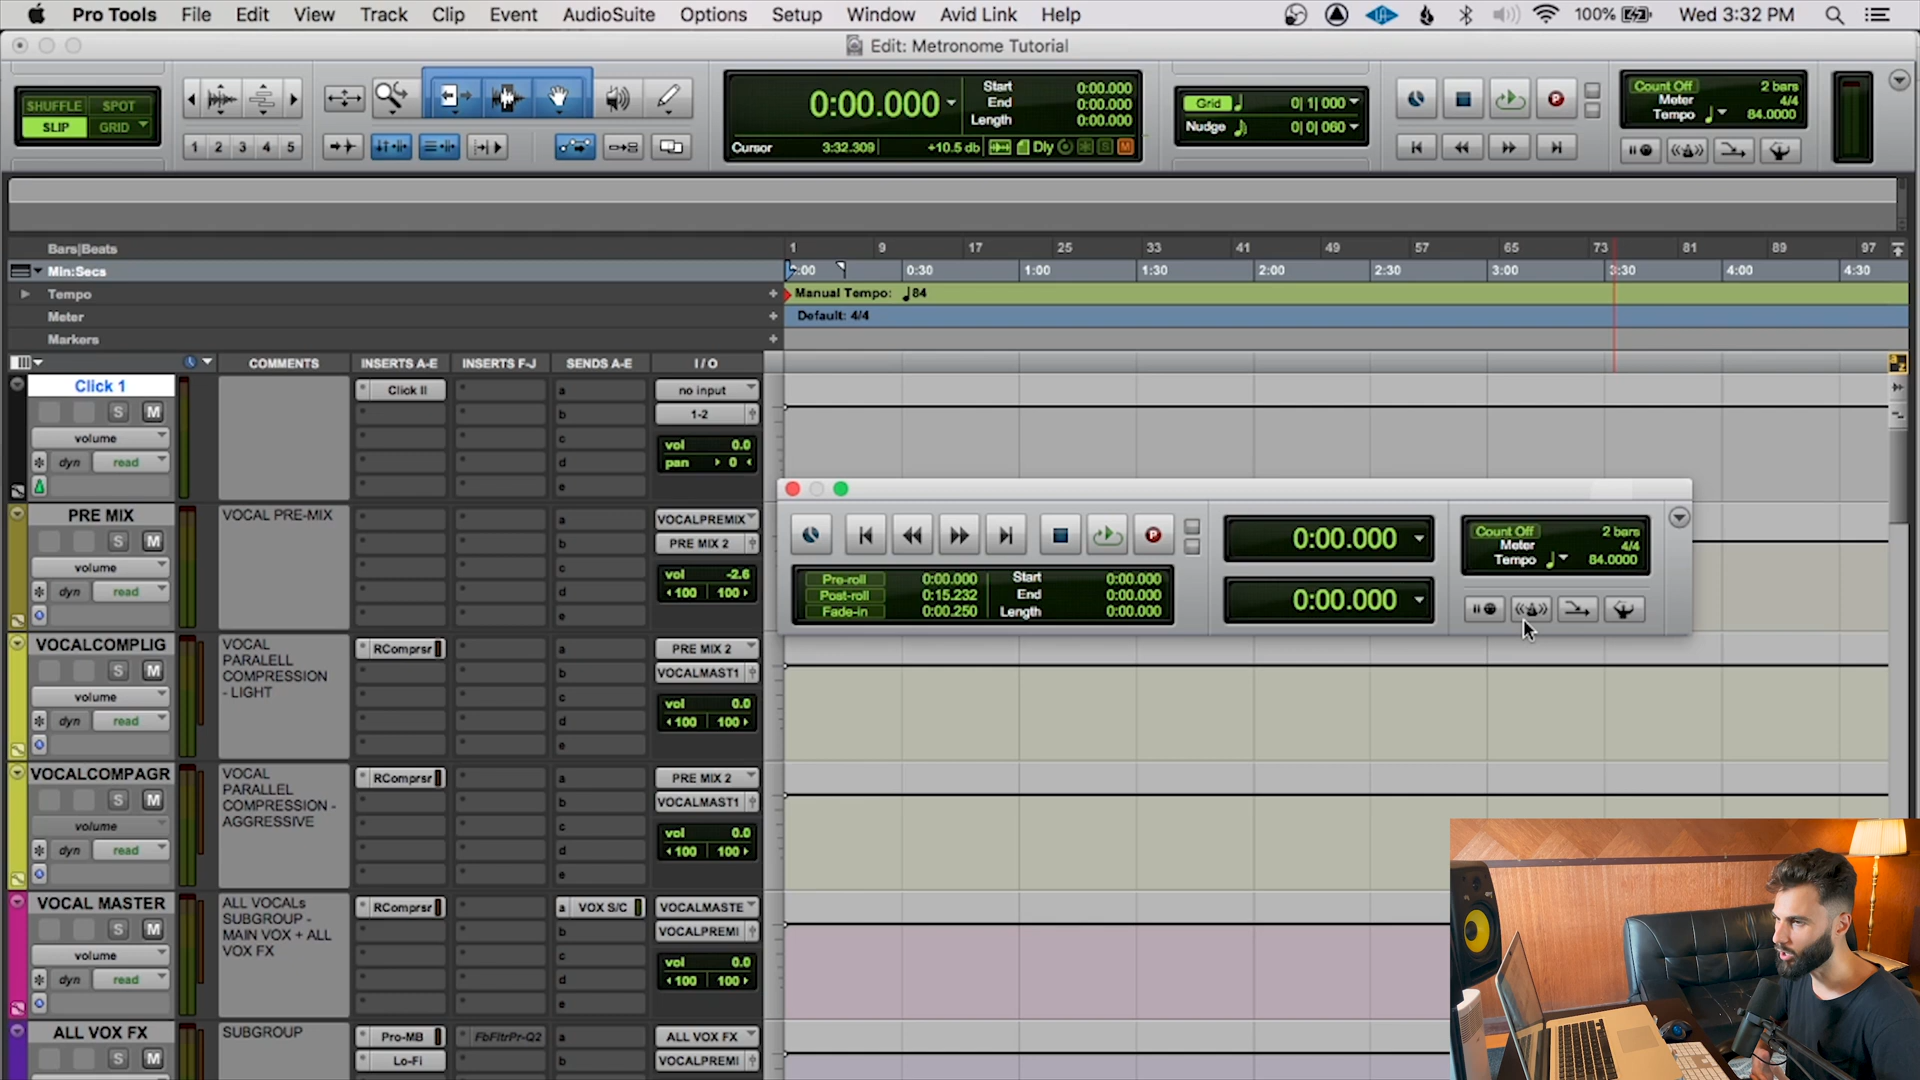 Pro Tools File Edit View Track Clip Event AudioSuite Options Setup Window Avid Link Help 100% Wed 3:32 PM
Edit: Metronome Tutorial
SHUFFLE SPOT
SLIP GRID
1 2 3 4 5
0:00.000
Start 0:00.000
End 0:00.000
Length 0:00.000
Cursor 3:32.309 +10.5 db Dly S M
Grid 0| 1| 000
Nudge 0| 0| 060
P
Count Off 2 bars
Meter 4/4
Tempo 84.0000
Bars|Beats 1 9 17 25 33 41 49 57 65 73 81 89 97
Min:Secs 0:00 0:30 1:00 1:30 2:00 2:30 3:00 3:30 4:00 4:30
Tempo + Manual Tempo: 84
Meter + Default: 4/4
Markers +
COMMENTS INSERTS A-E INSERTS F-J SENDS A-E I/O
Click 1
S M
volume
dyn read
Click II
a
b
c
d
e
no input
1-2
vol 0.0
pan 0
PRE MIX
S M
volume
dyn read
VOCAL PRE-MIX
a
b
c
d
e
VOCALPREMIX
PRE MIX 2
vol -2.6
100 100
0:00.000
Pre-roll 0:00.000 Start 0:00.000
Post-roll 0:15.232 End 0:00.000
Fade-in 0:00.250 Length 0:00.000
0:00.000
P
Count Off 2 bars
Meter 4/4
Tempo 84.0000
VOCALCOMPLIG
S M
volume
dyn read
VOCAL
PARALELL
COMPRESSION
- LIGHT
RComprsr
a
b
c
d
e
PRE MIX 2
VOCALMAST1
vol 0.0
100 100
VOCALCOMPAGR
S M
volume
dyn read
VOCAL
PARALLEL
COMPRESSION -
AGGRESSIVE
RComprsr
a
b
c
d
e
PRE MIX 2
VOCALMAST1
vol 0.0
100 100
VOCAL MASTER
S M
volume
dyn read
ALL VOCALs
SUBGROUP -
MAIN VOX + ALL
VOX FX
RComprsr
a VOX S/C
b
c
d
e
VOCALMASTE
VOCALPREMI
vol 0.0
100 100
ALL VOX FX
S M
SUBGROUP
Pro-MB
Lo-Fi
FbFltrPr-Q2
a
b
ALL VOX FX
VOCALPREMI